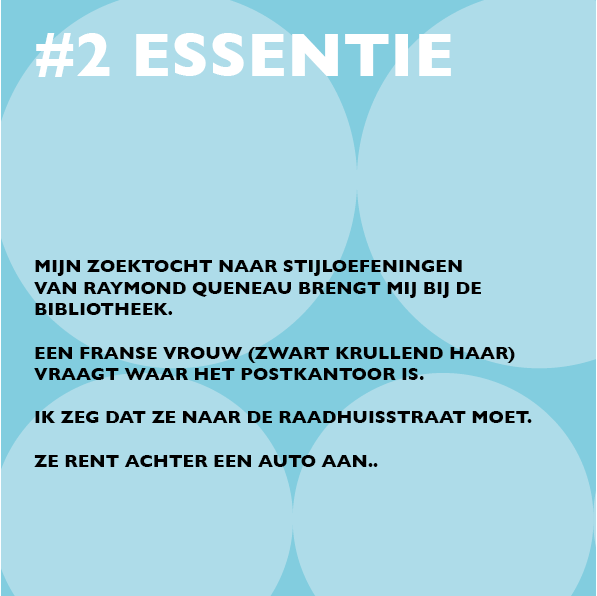 #2 ESSENTIE
MIJN ZOEKTOCHT NAAR STIJLOEFENINGEN
VAN RAYMOND QUENEAU BRENGT MIJ BIJ DE
BIBLIOTHEEK.
EEN FRANSE VROUW (ZWART KRULLEND HAAR)
VRAAGT WAAR HET POSTKANTOOR IS.
IK ZEG DAT ZE NAAR DE RAADHUISSTRAAT MOET.
ZE RENT ACHTER EEN AUTO AAN..